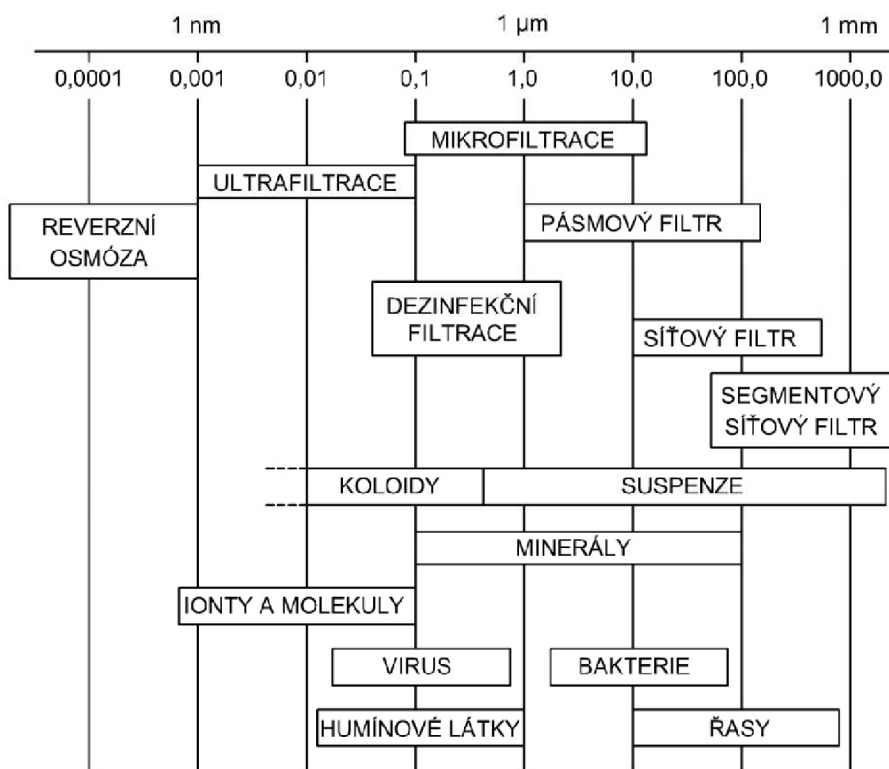 1 nm 1 µm 1 mm
0,0001 0,001 0,01 0,1 1,0 10,0 100,0 1000,0
MIKROFILTRACE
ULTRAFILTRACE
REVERZNÍ
OSMÓZA
PÁSMOVÝ FILTR
DEZINFEKČNÍ
FILTRACE
SÍŤOVÝ FILTR
SEGMENTOVÝ
SÍŤOVÝ FILTR
KOLOIDY SUSPENZE
MINERÁLY
IONTY A MOLEKULY
VIRUS BAKTERIE
HUMÍNOVÉ LÁTKY ŘASY